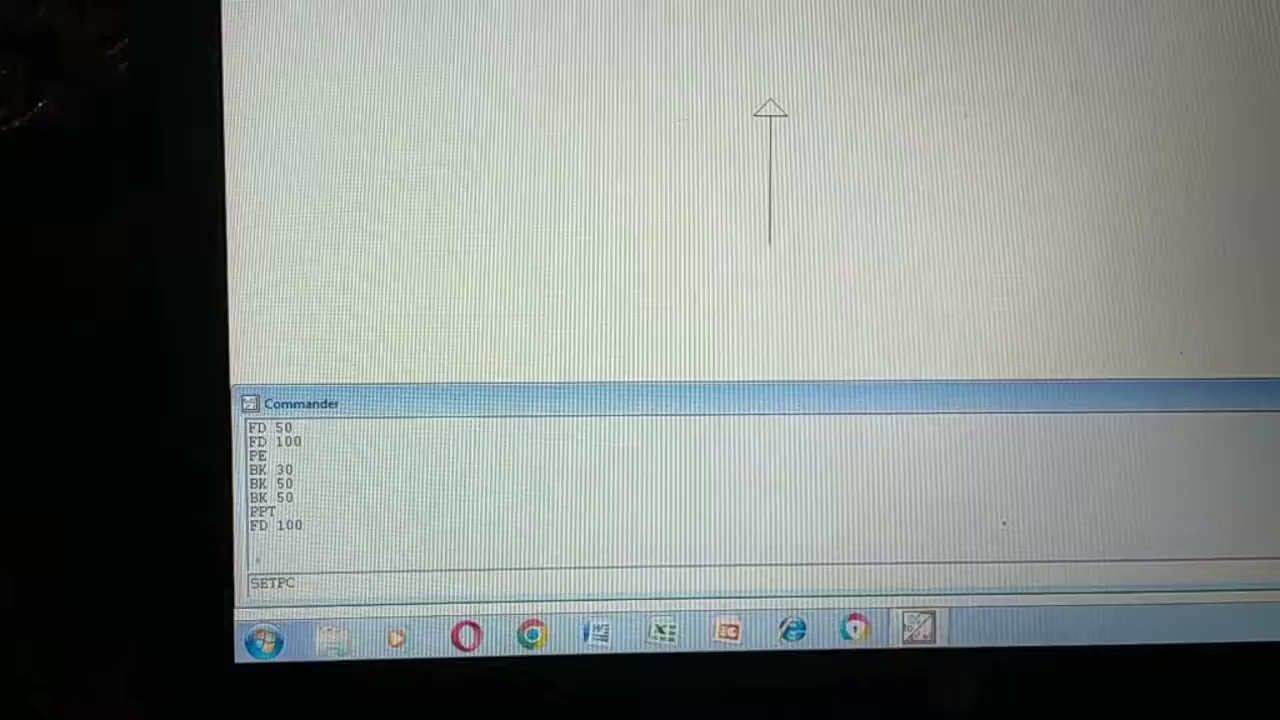 Commander
FD 50
FD 100
PE
BK 30
BK 50
BK 50
PPT
FD 100
SETPC